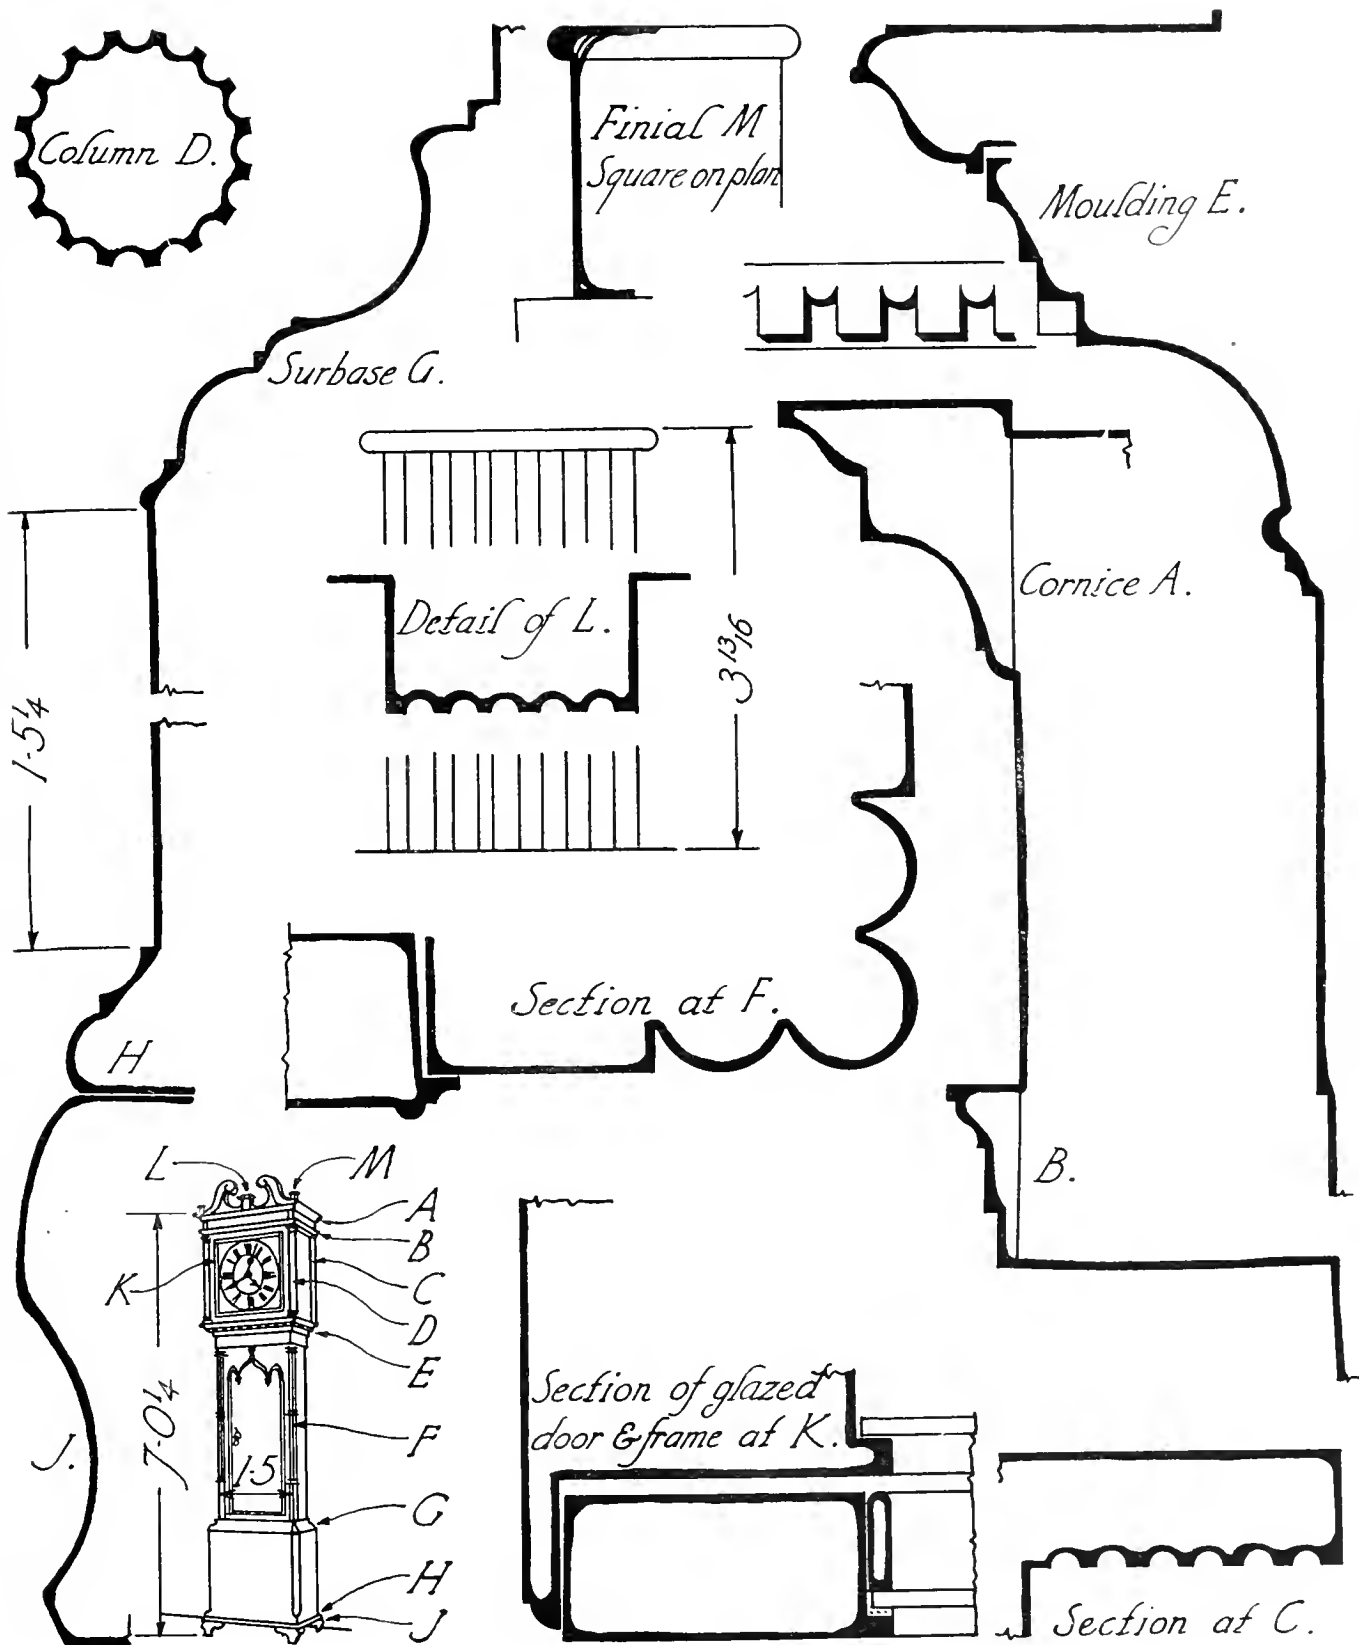 Column D.
Finial M
Square on plan
Moulding E.
Surbase G.
Cornice A.
Detail of L.
3 13/16
1·5¼
Section at F.
H
B.
L
M
A
B
K
C
D
E
7·0¼
F
J.
1·5
G
H
J
Section of glazed
door & frame at K.
Section at C.